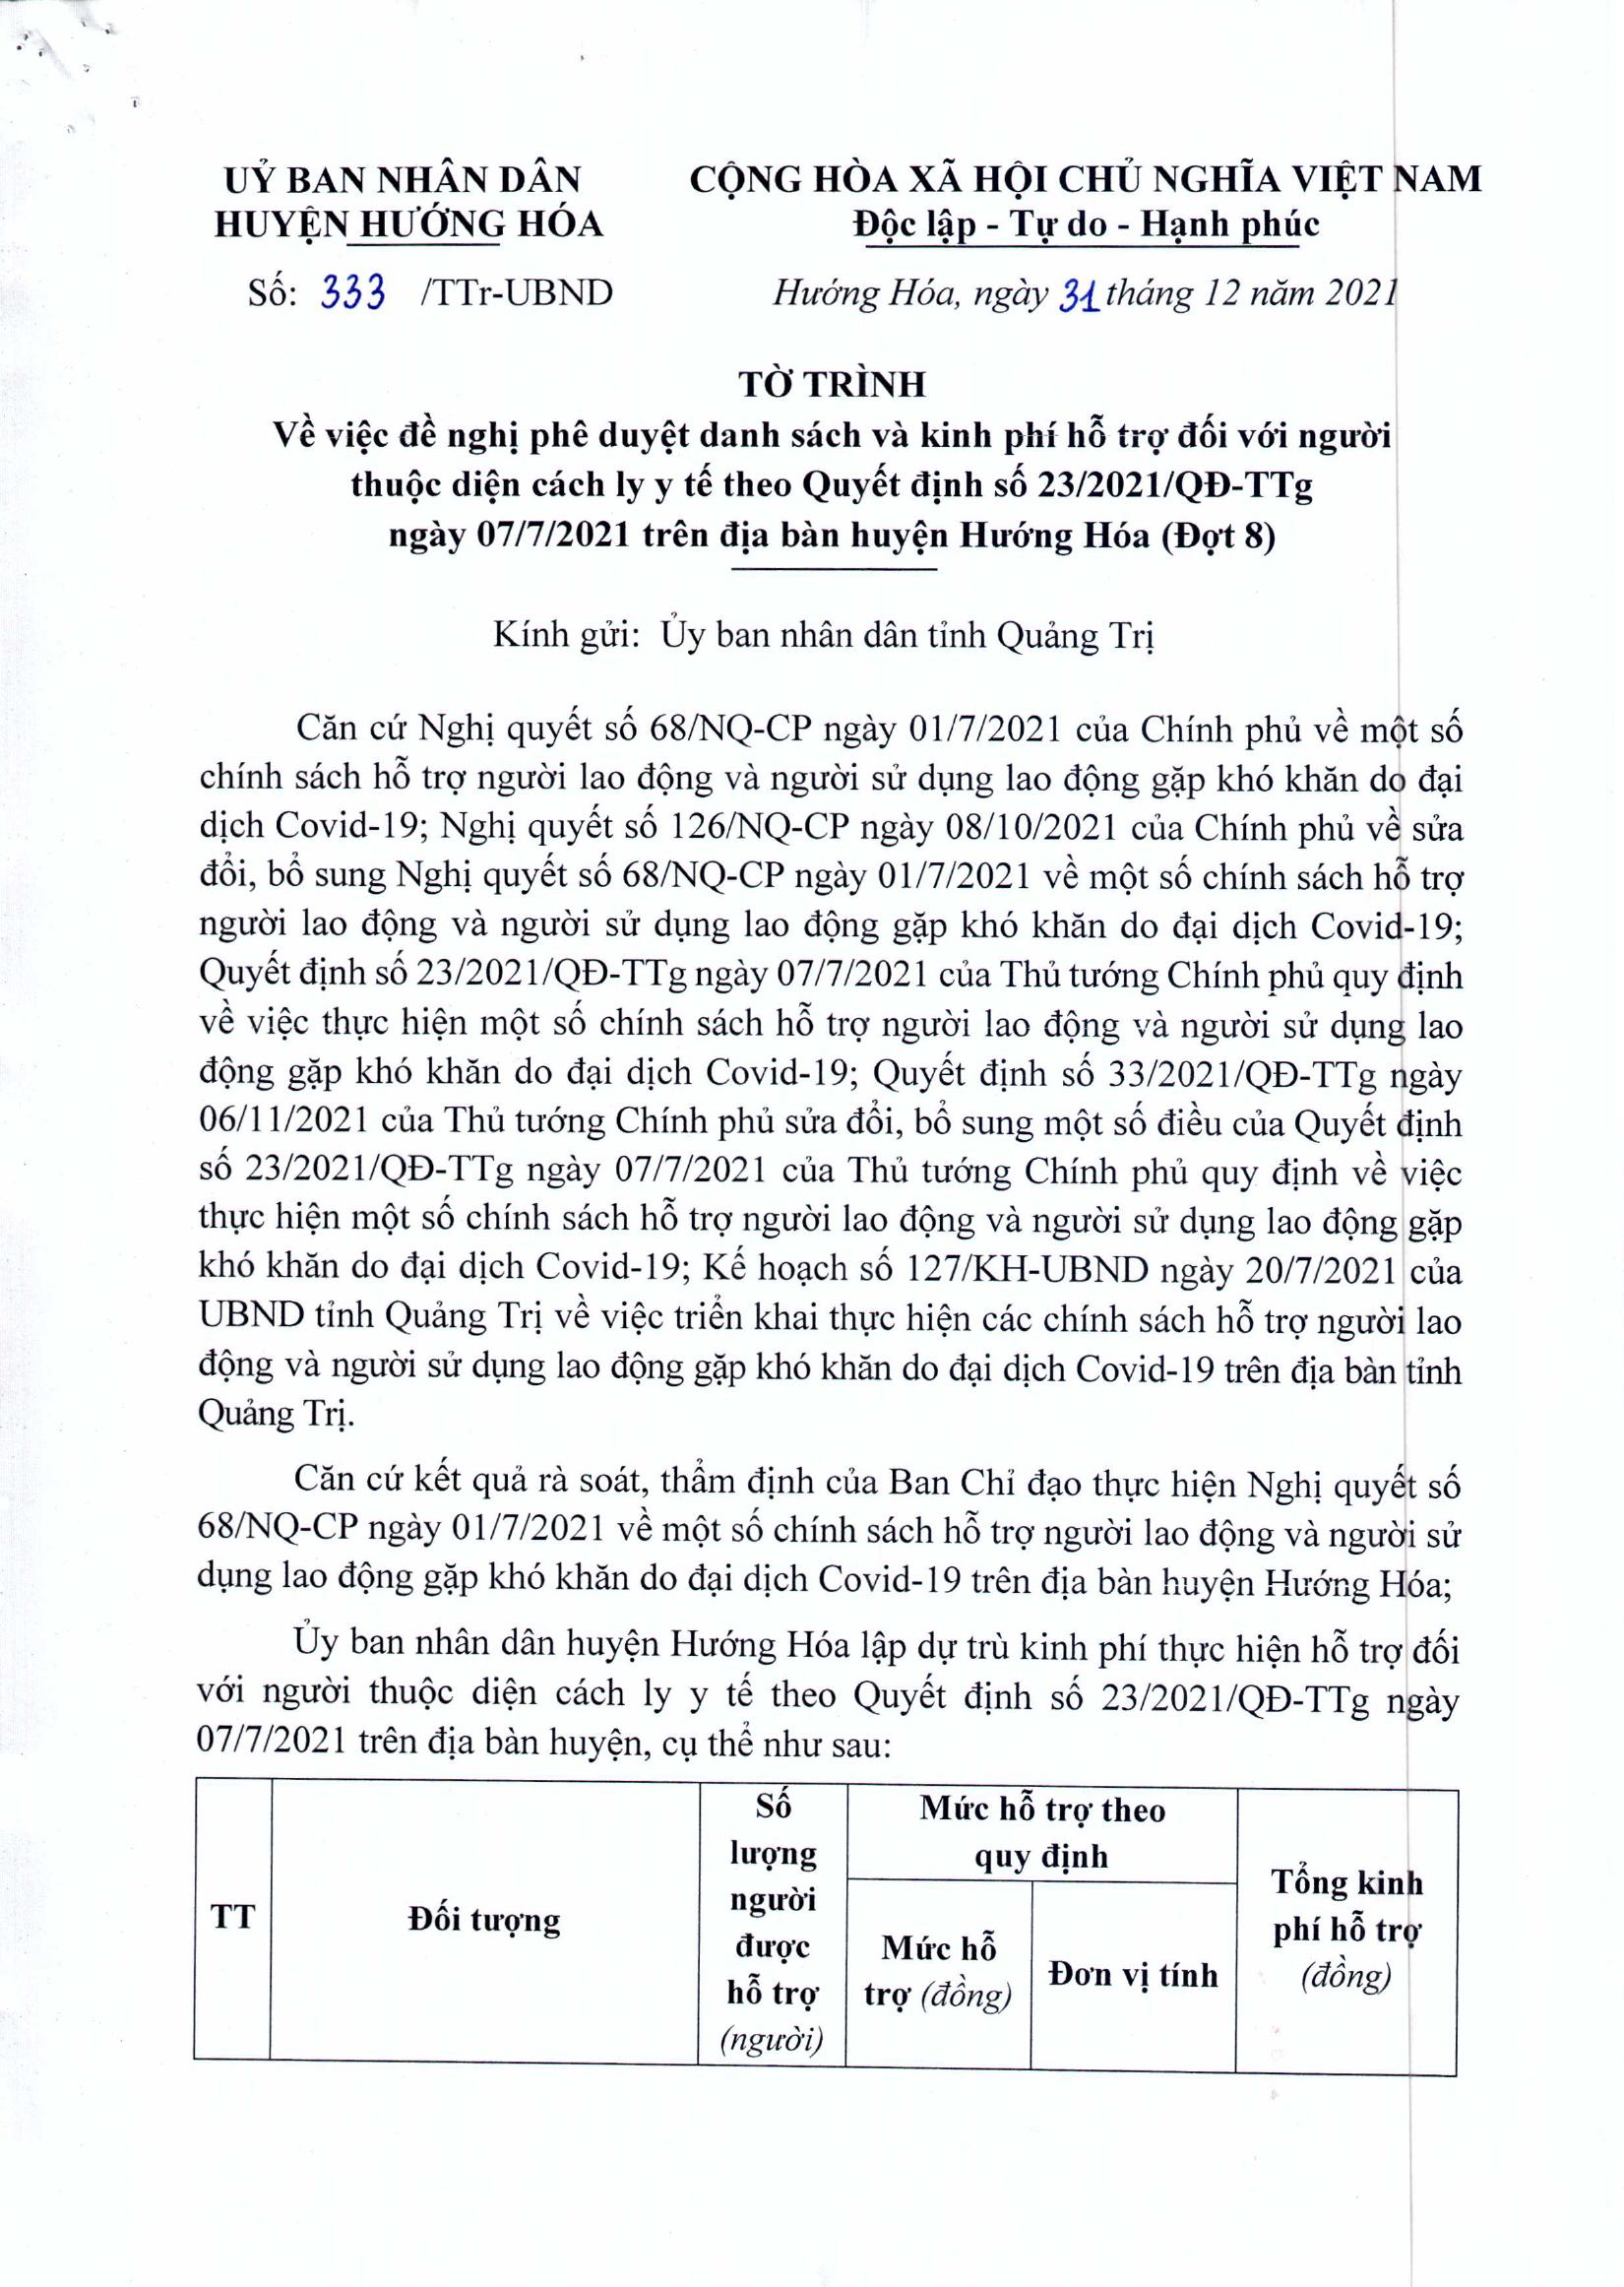 UỶ BAN NHÂN DÂN
HUYỆN HƯỚNG HÓA
CỘNG HÒA XÃ HỘI CHỦ NGHĨA VIỆT NAM
Độc lập - Tự do - Hạnh phúc
Số: 333 /TTr-UBND
Hướng Hóa, ngày 31 tháng 12 năm 2021
TỜ TRÌNH
Về việc đề nghị phê duyệt danh sách và kinh phí hỗ trợ đối với người
thuộc diện cách ly y tế theo Quyết định số 23/2021/QĐ-TTg
ngày 07/7/2021 trên địa bàn huyện Hướng Hóa (Đợt 8)
Kính gửi: Ủy ban nhân dân tỉnh Quảng Trị
Căn cứ Nghị quyết số 68/NQ-CP ngày 01/7/2021 của Chính phủ về một số
chính sách hỗ trợ người lao động và người sử dụng lao động gặp khó khăn do đại
dịch Covid-19; Nghị quyết số 126/NQ-CP ngày 08/10/2021 của Chính phủ về sửa
đổi, bổ sung Nghị quyết số 68/NQ-CP ngày 01/7/2021 về một số chính sách hỗ trợ
người lao động và người sử dụng lao động gặp khó khăn do đại dịch Covid-19;
Quyết định số 23/2021/QĐ-TTg ngày 07/7/2021 của Thủ tướng Chính phủ quy định
về việc thực hiện một số chính sách hỗ trợ người lao động và người sử dụng lao
động gặp khó khăn do đại dịch Covid-19; Quyết định số 33/2021/QĐ-TTg ngày
06/11/2021 của Thủ tướng Chính phủ sửa đổi, bổ sung một số điều của Quyết định
số 23/2021/QĐ-TTg ngày 07/7/2021 của Thủ tướng Chính phủ quy định về việc
thực hiện một số chính sách hỗ trợ người lao động và người sử dụng lao động gặp
khó khăn do đại dịch Covid-19; Kế hoạch số 127/KH-UBND ngày 20/7/2021 của
UBND tỉnh Quảng Trị về việc triển khai thực hiện các chính sách hỗ trợ người lao
động và người sử dụng lao động gặp khó khăn do đại dịch Covid-19 trên địa bàn tỉnh
Quảng Trị.
Căn cứ kết quả rà soát, thẩm định của Ban Chỉ đạo thực hiện Nghị quyết số
68/NQ-CP ngày 01/7/2021 về một số chính sách hỗ trợ người lao động và người sử
dụng lao động gặp khó khăn do đại dịch Covid-19 trên địa bàn huyện Hướng Hóa;
Ủy ban nhân dân huyện Hướng Hóa lập dự trù kinh phí thực hiện hỗ trợ đối
với người thuộc diện cách ly y tế theo Quyết định số 23/2021/QĐ-TTg ngày
07/7/2021 trên địa bàn huyện, cụ thể như sau:
TT
Đối tượng
Số
lượng
người
được
hỗ trợ
(người)
Mức hỗ trợ theo
quy định
Mức hỗ
trợ (đồng)
Đơn vị tính
Tổng kinh
phí hỗ trợ
(đồng)